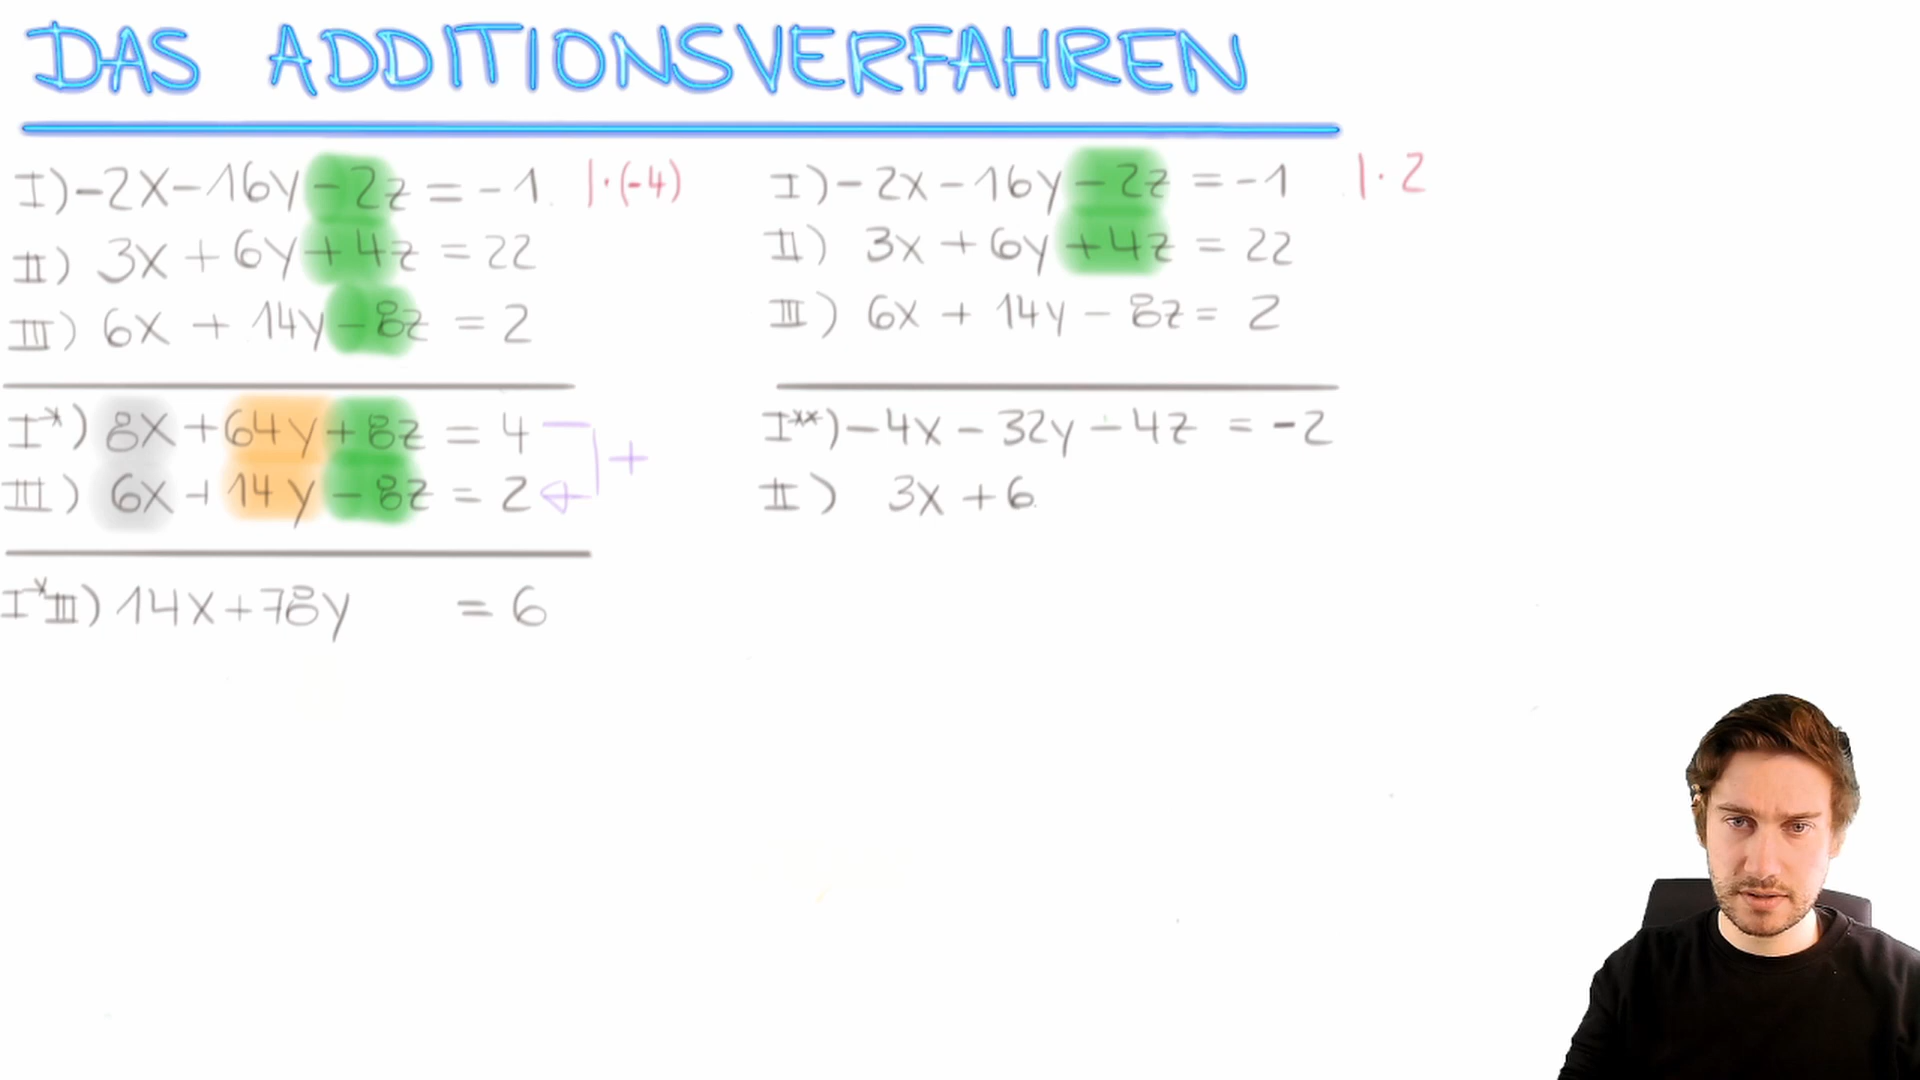 DAS ADDITIONSVERFAHREN
I) -2x - 16y - 2z = -1 | · (-4)
II) 3x + 6y + 4z = 22
III) 6x + 14y - 8z = 2
I*) 8x + 64y + 8z = 4
III) 6x + 14y - 8z = 2
+
I*III) 14x + 78y = 6
I) -2x - 16y - 2z = -1 | · 2
II) 3x + 6y + 4z = 22
III) 6x + 14y - 8z = 2
I**) -4x - 32y - 4z = -2
II) 3x + 6